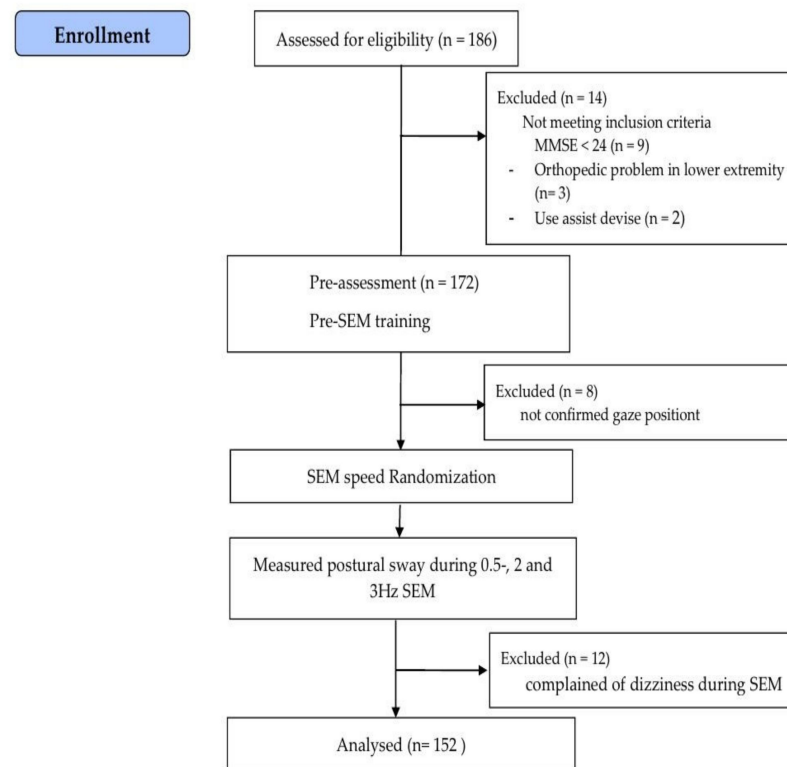 Enrollment
Assessed for eligibility (n = 186)
Excluded (n = 14)
Not meeting inclusion criteria
MMSE < 24 (n = 9)
- Orthopedic problem in lower extremity
(n= 3)
- Use assist devise (n = 2)
Pre-assessment (n = 172)
Pre-SEM training
Excluded (n = 8)
not confirmed gaze positiont
SEM speed Randomization
Measured postural sway during 0.5-, 2 and
3Hz SEM
Excluded (n = 12)
complained of dizziness during SEM
Analysed (n= 152 )